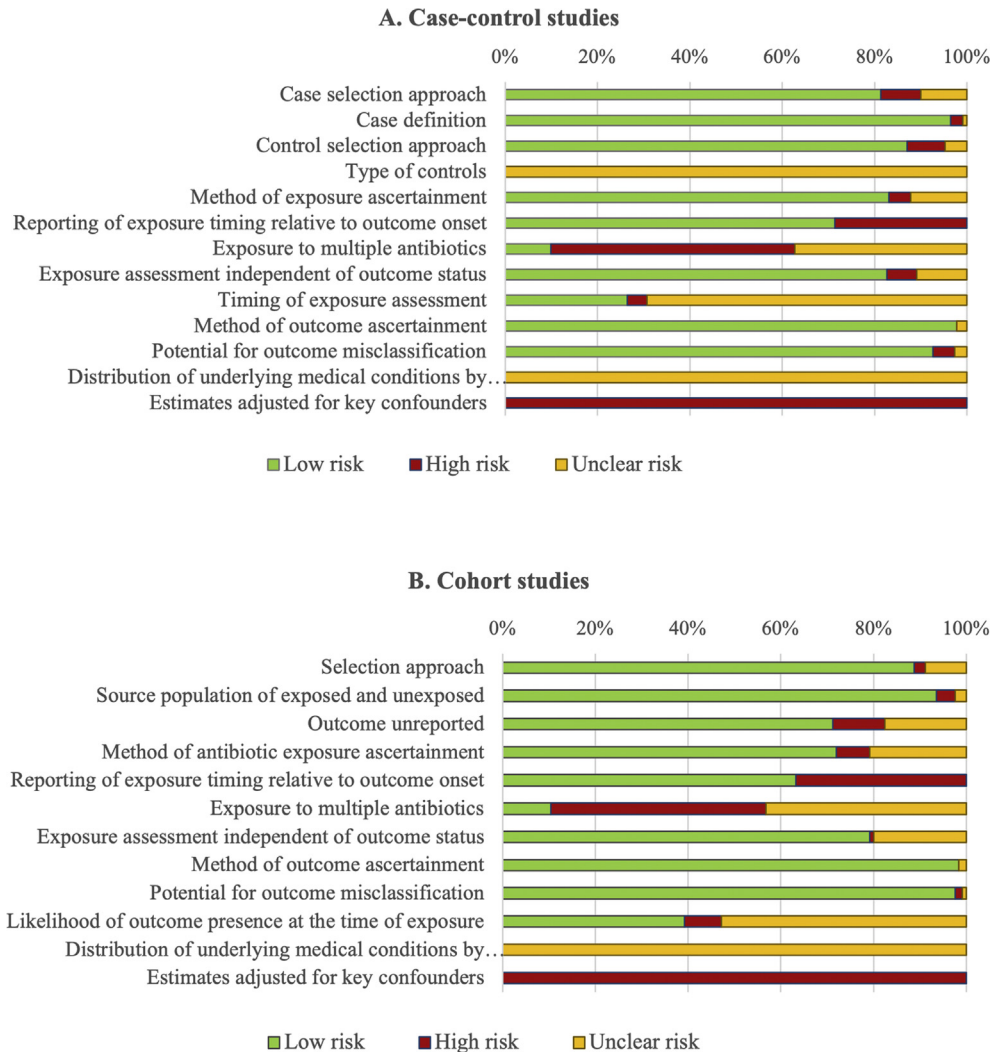 A. Case-control studies
0% 20% 40% 60% 80% 100%
Case selection approach
Case definition
Control selection approach
Type of controls
Method of exposure ascertainment
Reporting of exposure timing relative to outcome onset
Exposure to multiple antibiotics
Exposure assessment independent of outcome status
Timing of exposure assessment
Method of outcome ascertainment
Potential for outcome misclassification
Distribution of underlying medical conditions by…
Estimates adjusted for key confounders
Low risk High risk Unclear risk
B. Cohort studies
0% 20% 40% 60% 80% 100%
Selection approach
Source population of exposed and unexposed
Outcome unreported
Method of antibiotic exposure ascertainment
Reporting of exposure timing relative to outcome onset
Exposure to multiple antibiotics
Exposure assessment independent of outcome status
Method of outcome ascertainment
Potential for outcome misclassification
Likelihood of outcome presence at the time of exposure
Distribution of underlying medical conditions by…
Estimates adjusted for key confounders
Low risk High risk Unclear risk